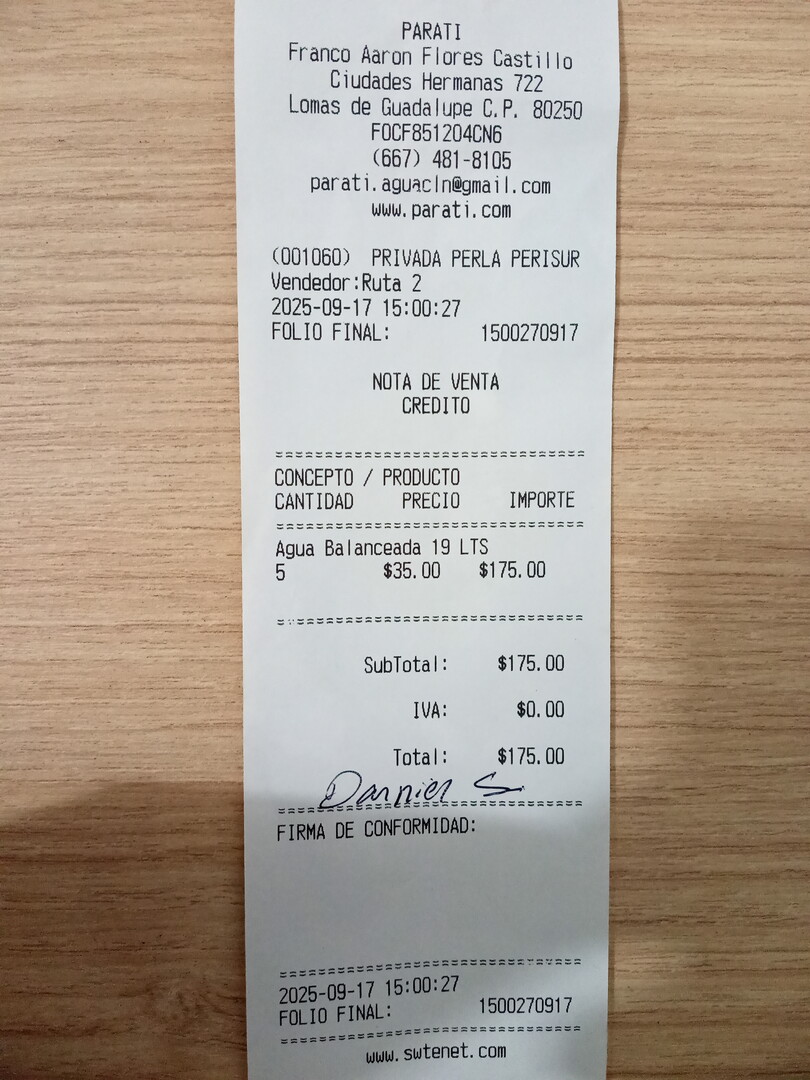 PARATI
Franco Aaron Flores Castillo
Ciudades Hermanas 722
Lomas de Guadalupe C.P. 80250
FOCF851204CN6
(667) 481-8105
parati.aguacln@gmail.com
www.parati.com
(001060) PRIVADA PERLA PERISUR
Vendedor:Ruta 2
2025-09-17 15:00:27
FOLIO FINAL: 1500270917
NOTA DE VENTA
CREDITO
==============================
CONCEPTO / PRODUCTO
CANTIDAD PRECIO IMPORTE
==============================
Agua Balanceada 19 LTS
5 $35.00 $175.00
==============================
SubTotal: $175.00
IVA: $0.00
Total: $175.00
Danniel S.
==============================
FIRMA DE CONFORMIDAD:
==============================
2025-09-17 15:00:27
FOLIO FINAL: 1500270917
==============================
www.swtenet.com